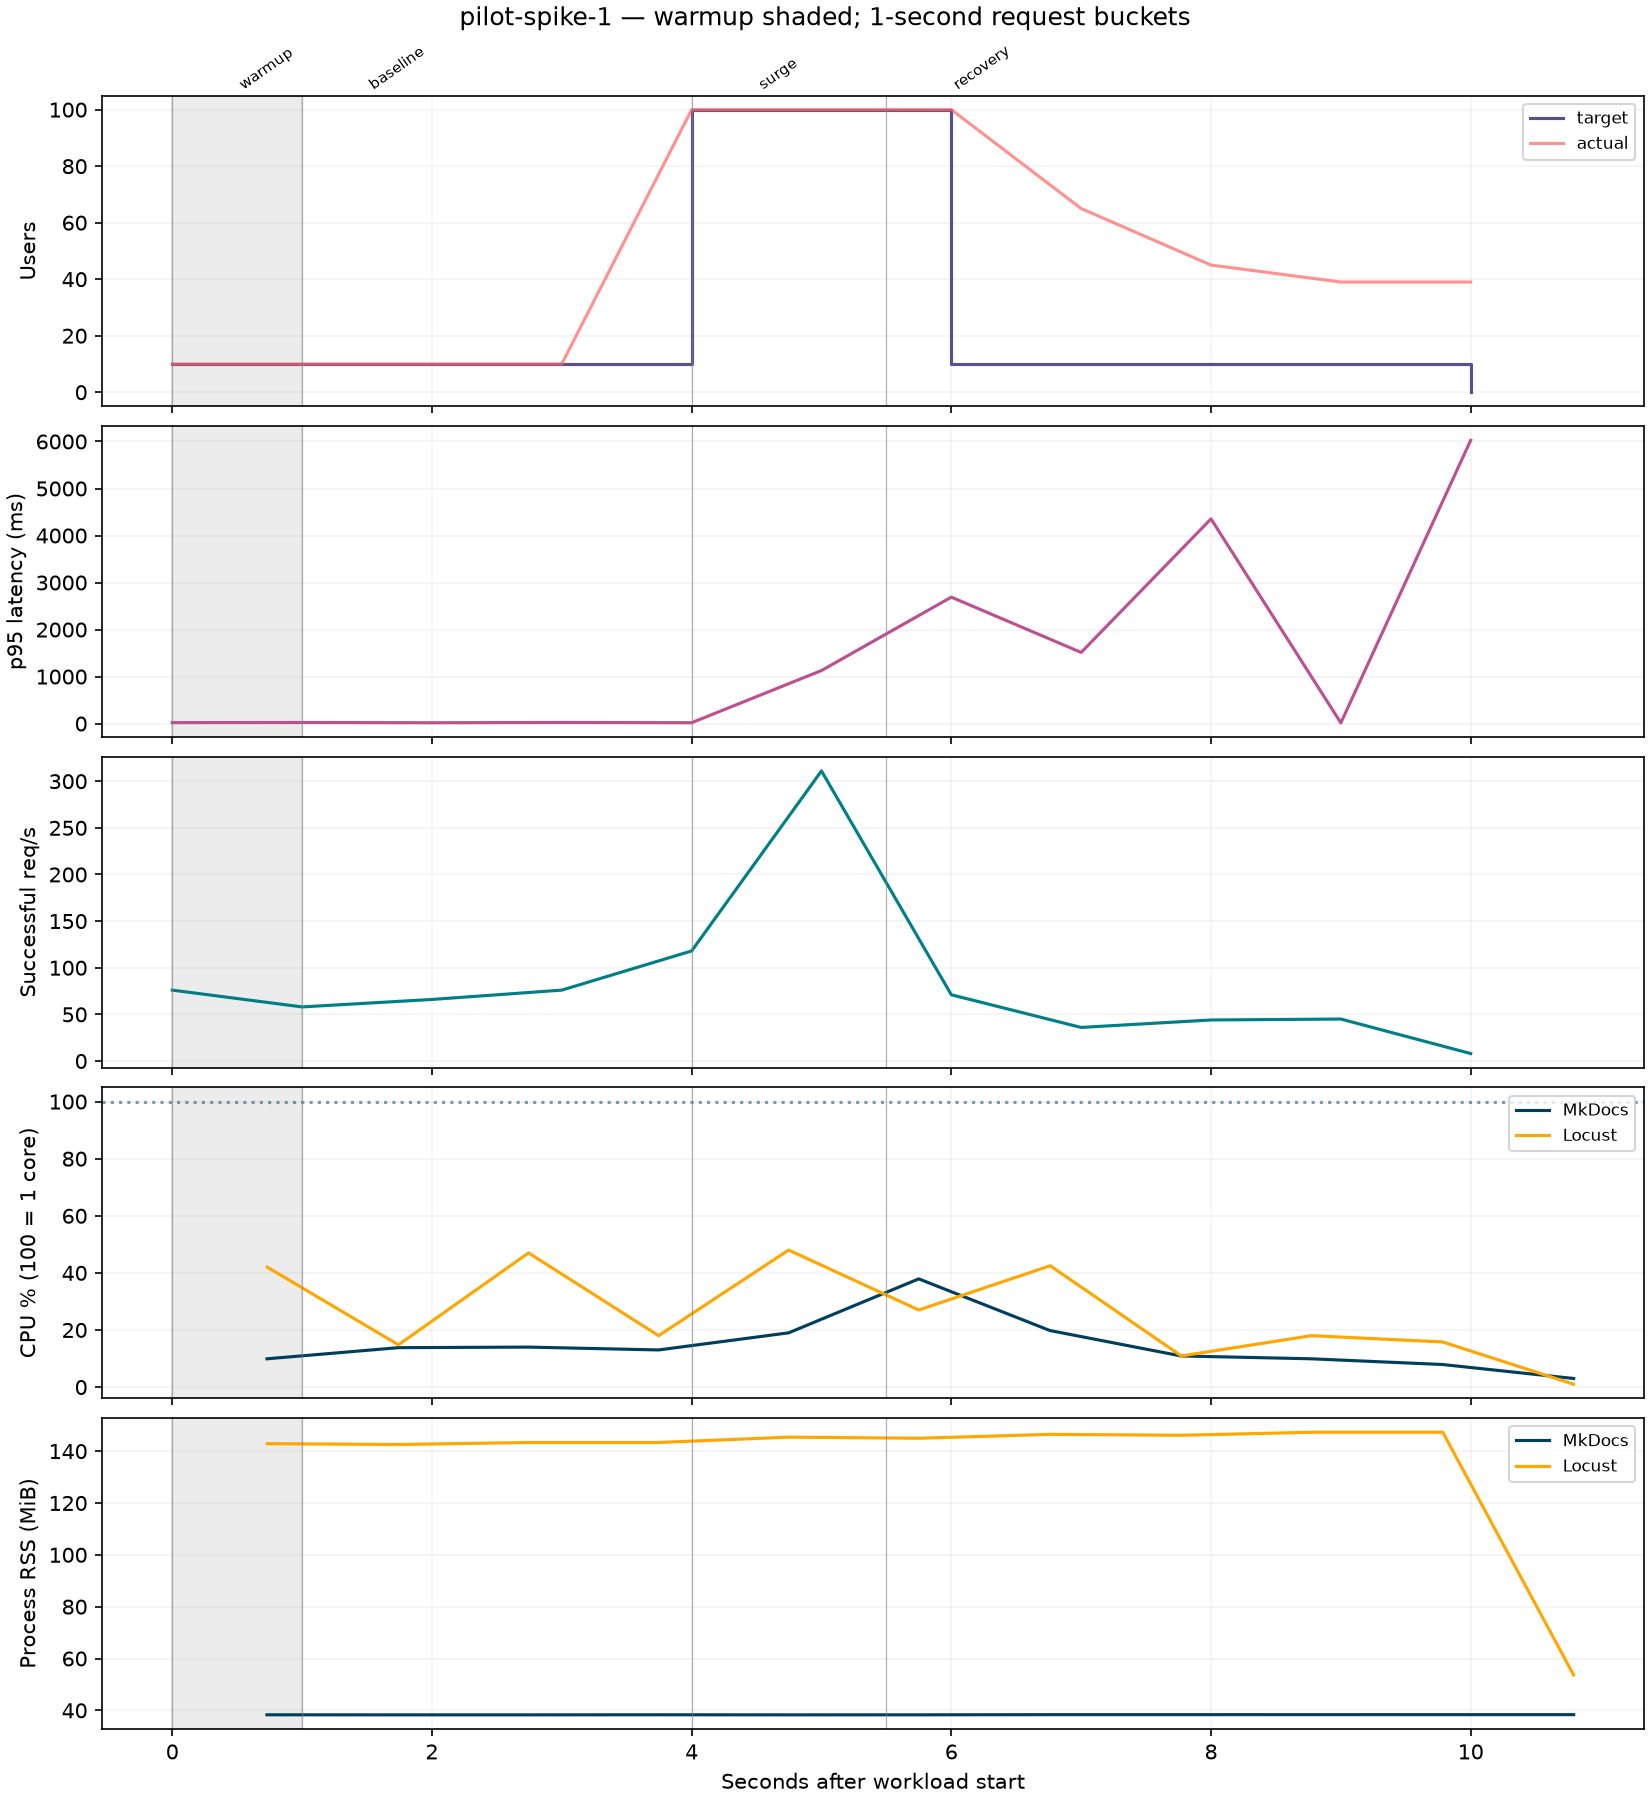 pilot-spike-1 — warmup shaded; 1-second request buckets
warmup
baseline
surge
recovery
100
80
60
40
20
0
Users
target
actual
6000
5000
4000
3000
2000
1000
0
p95 latency (ms)
300
250
200
150
100
50
0
Successful req/s
100
80
60
40
20
0
CPU % (100 = 1 core)
MkDocs
Locust
140
120
100
80
60
40
Process RSS (MiB)
MkDocs
Locust
0 2 4 6 8 10
Seconds after workload start